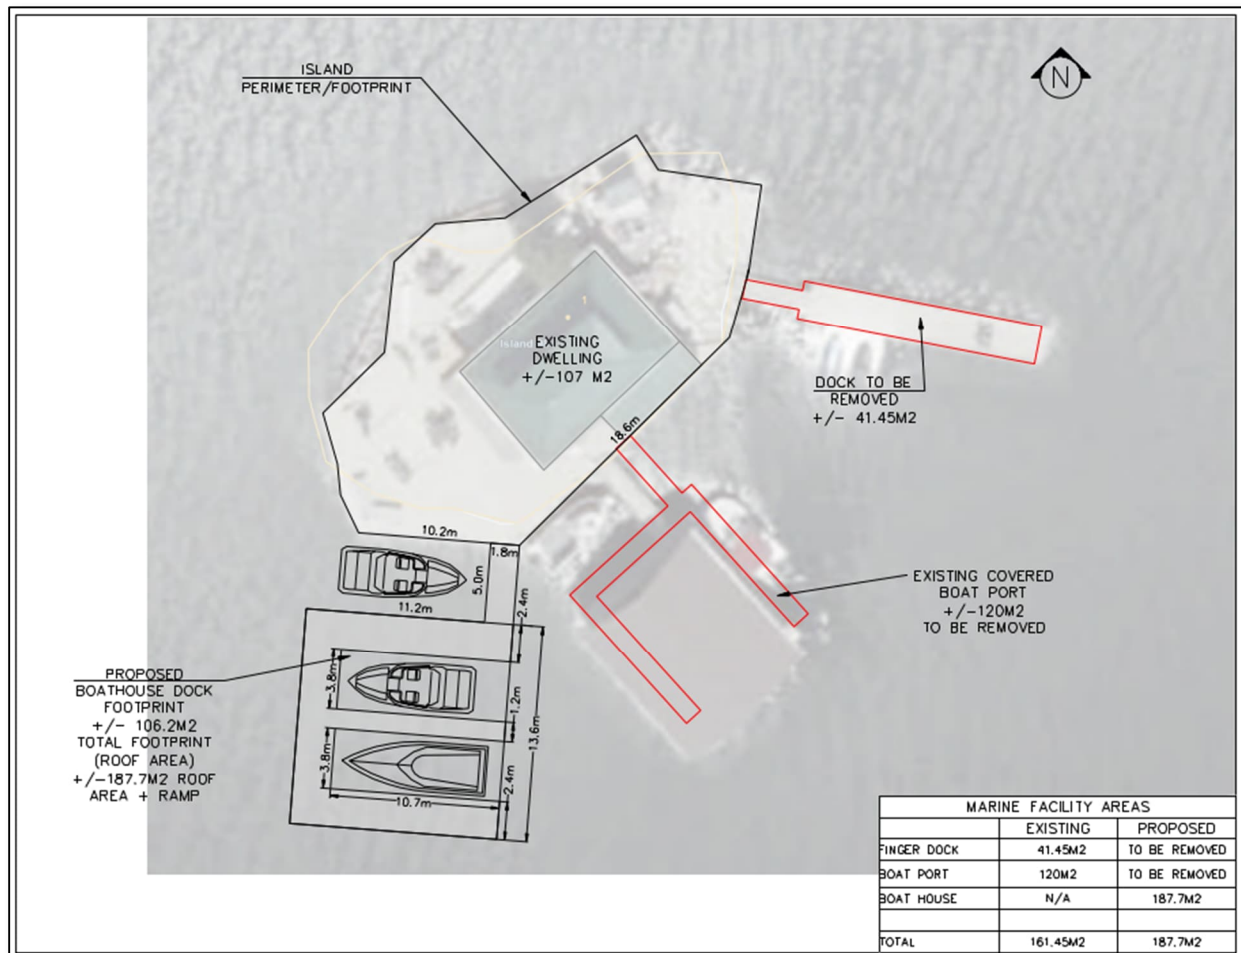 ISLAND
PERIMETER/FOOTPRINT
N
1
Island
EXISTING
DWELLING
+/-107 M2
DOCK TO BE
REMOVED
+/- 41.45M2
18.6m
10.2m
1.8m
5.0m
11.2m
2.4m
EXISTING COVERED
BOAT PORT
+/-120M2
TO BE REMOVED
PROPOSED
BOATHOUSE DOCK
FOOTPRINT
+/- 106.2M2
TOTAL FOOTPRINT
(ROOF AREA)
+/-187.7M2 ROOF
AREA + RAMP
3.8m
1.2m
13.6m
3.8m
2.4m
10.7m
MARINE FACILITY AREAS
EXISTING PROPOSED
FINGER DOCK 41.45M2 TO BE REMOVED
BOAT PORT 120M2 TO BE REMOVED
BOAT HOUSE N/A 187.7M2
TOTAL 161.45M2 187.7M2